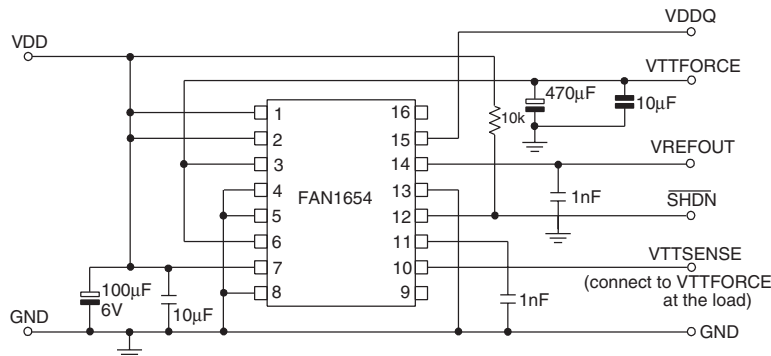 VDDQ
VDD
VTTFORCE
470µF
10µF
10k
1
2
3
4
5
6
7
8
FAN1654
16
15
14
13
12
11
10
9
VREFOUT
1nF
SHDN
VTTSENSE
(connect to VTTFORCE
at the load)
100µF
6V
10µF
1nF
GND
GND